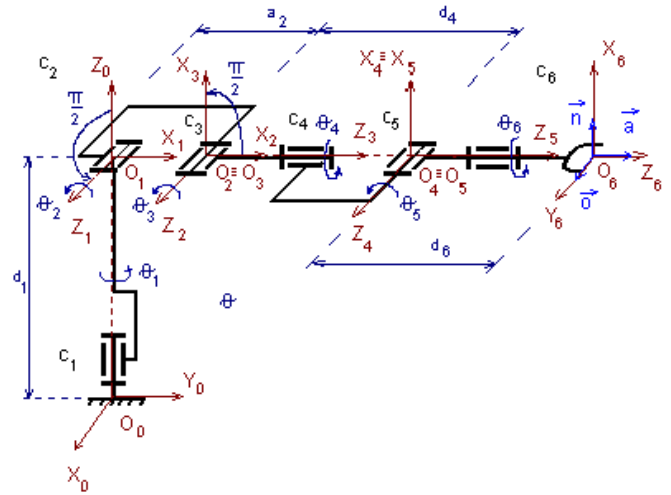 a2 d4
C2 Z0 X3 π/2 X4≡X5 C6 X6
π/2 C3 C4 C5 n a
X1 X2 θ4 Z3 θ6 Z5
O1 O2≡O3 O4≡O5 O6 Z6
θ2 Z1 θ3 Z2 θ5 Z4 Y6 o
d6
d1 θ1 θ
C1
Y0
O0
X0